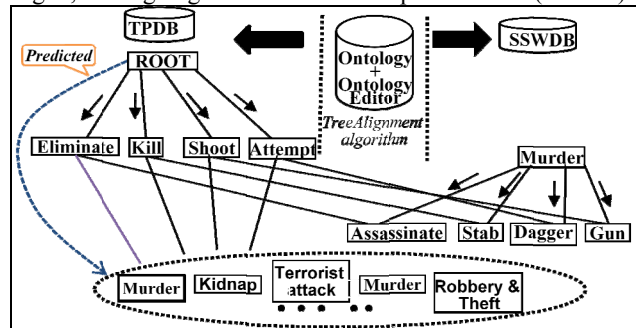 TPDB
SSWDB
Predicted
ROOT
Ontology
+
Ontology
Editor
TreeAlignment
algorithm
Eliminate Kill Shoot Attempt
Murder
Assassinate Stab Dagger Gun
Murder Kidnap Terrorist attack Murder Robbery & Theft